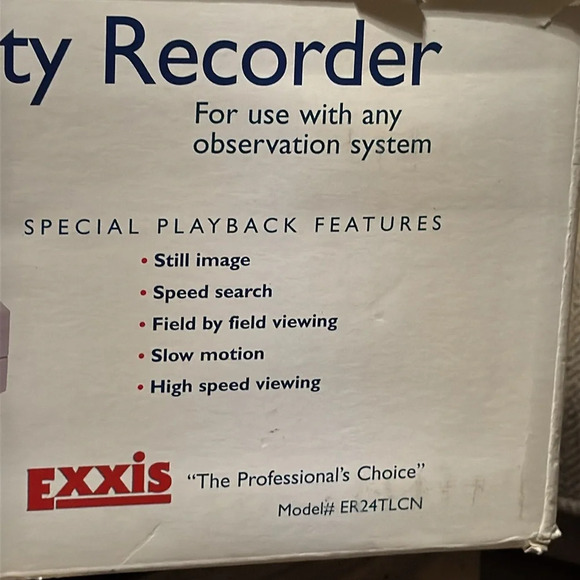 ty Recorder
For use with any
observation system
SPECIAL PLAYBACK FEATURES
• Still image
• Speed search
• Field by field viewing
• Slow motion
• High speed viewing
EXXIS "The Professional's Choice"
Model# ER24TLCN